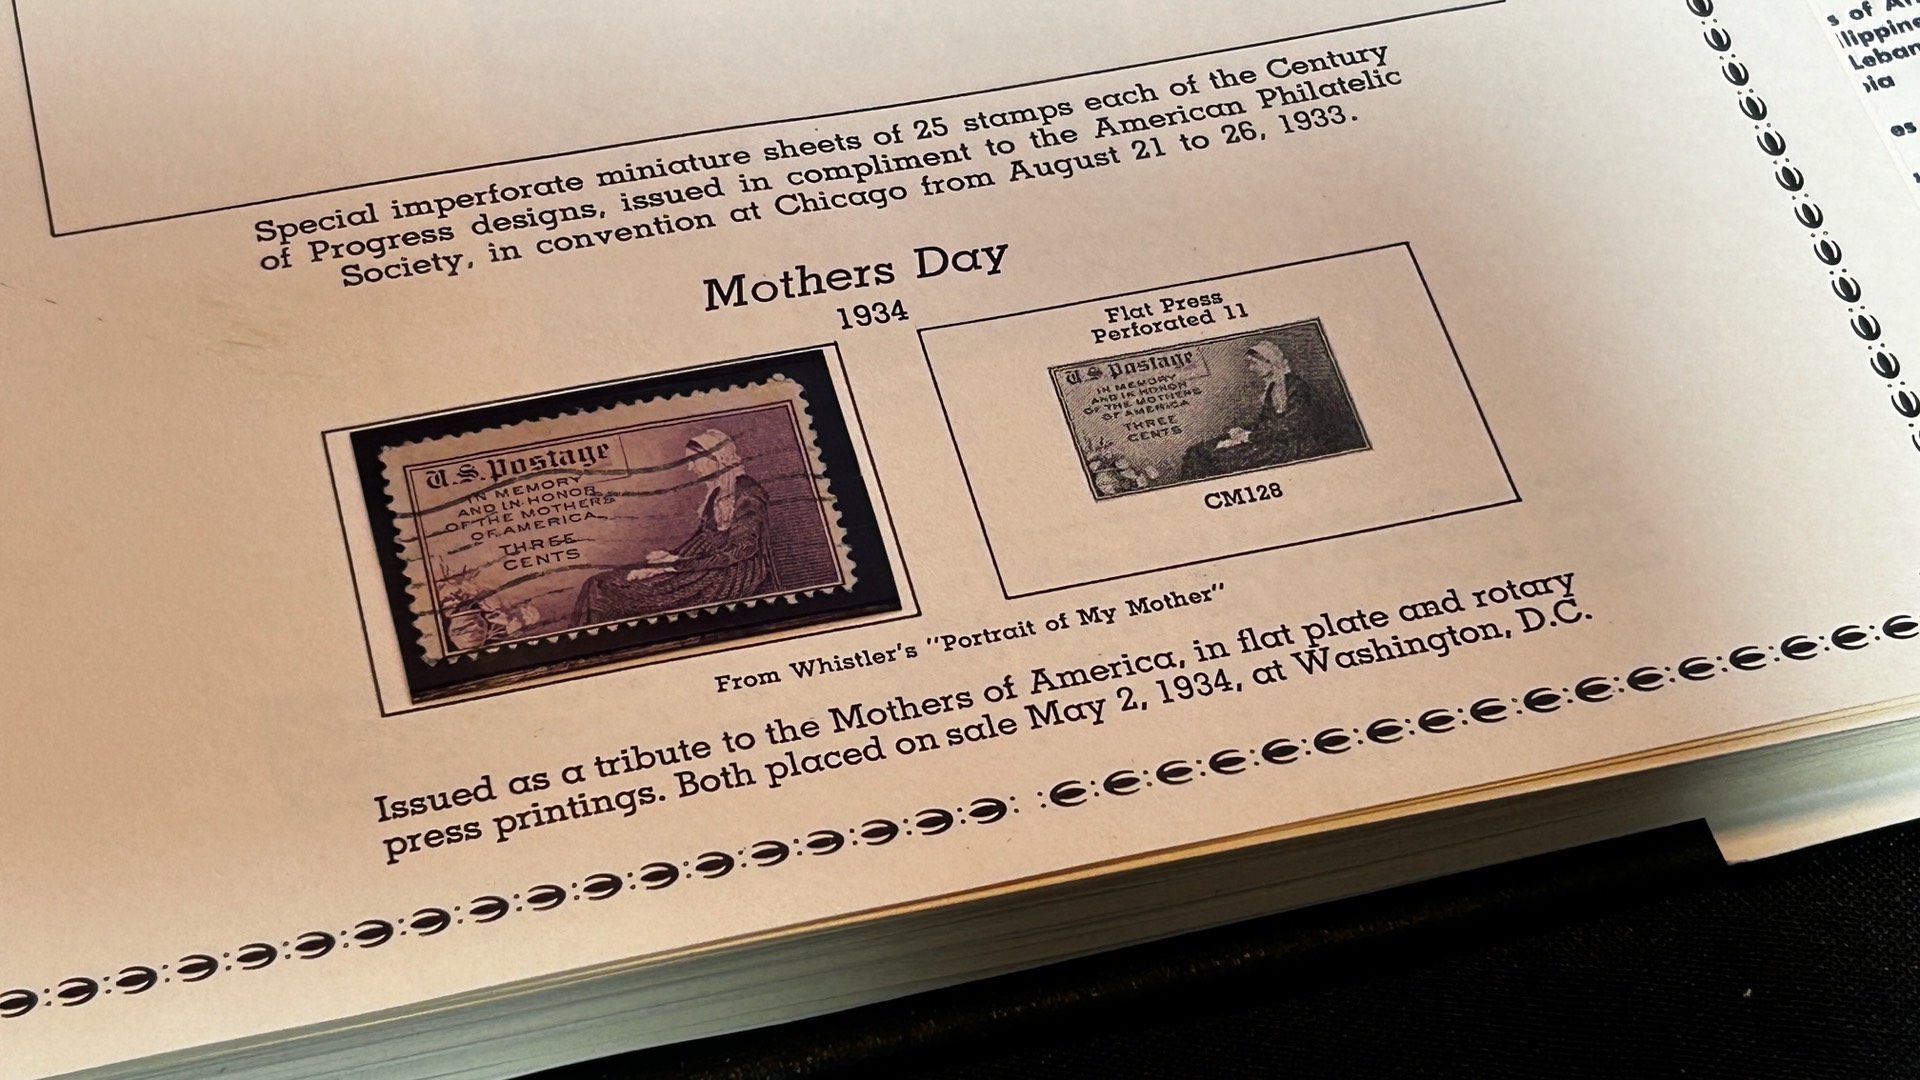 Special imperforate miniature sheets of 25 stamps each of the Century
of Progress designs, issued in compliment to the American Philatelic
Society, in convention at Chicago from August 21 to 26, 1933.
Mothers Day
1934
U.S. Postage
IN MEMORY
AND IN HONOR
OF THE MOTHERS
OF AMERICA
THREE
CENTS
Flat Press
Perforated 11
U S Postage
IN MEMORY
AND IN HONOR
OF THE MOTHERS
OF AMERICA
THREE
CENTS
CM128
From Whistler's "Portrait of My Mother"
Issued as a tribute to the Mothers of America, in flat plate and rotary
press printings. Both placed on sale May 2, 1934, at Washington, D.C.
s of